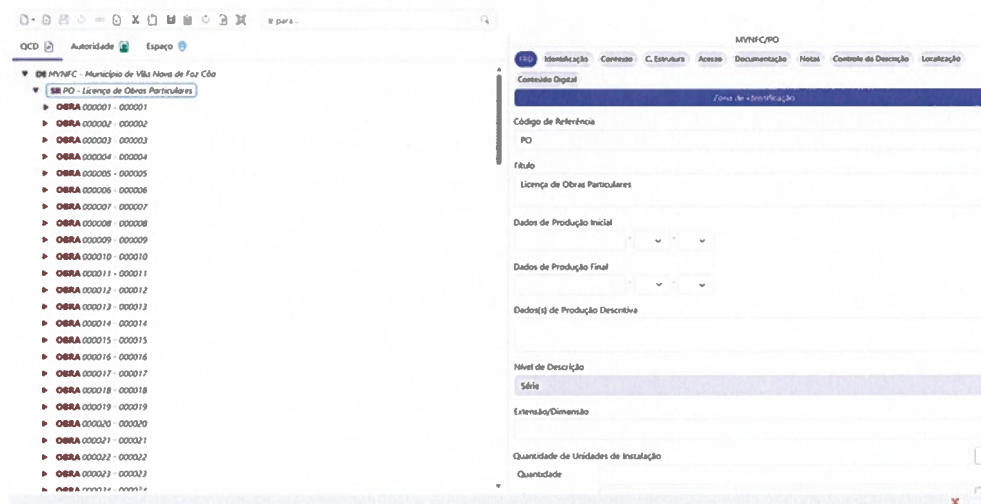 Ir para...
QCD Autoridade Espaço
DE MVNFC - Município de Vila Nova de Foz Côa
SR PO - Licença de Obras Particulares
OBRA 000001 - 000001
OBRA 000002 - 000002
OBRA 000003 - 000003
OBRA 000004 - 000004
OBRA 000005 - 000005
OBRA 000006 - 000006
OBRA 000007 - 000007
OBRA 000008 - 000008
OBRA 000009 - 000009
OBRA 000010 - 000010
OBRA 000011 - 000011
OBRA 000012 - 000012
OBRA 000013 - 000013
OBRA 000014 - 000014
OBRA 000015 - 000015
OBRA 000016 - 000016
OBRA 000017 - 000017
OBRA 000018 - 000018
OBRA 000019 - 000019
OBRA 000020 - 000020
OBRA 000021 - 000021
OBRA 000022 - 000022
OBRA 000023 - 000023
OBRA 000024 - 000024
MVNFC/PO
FRD Identificação Contexto C. Estrutura Acesso Documentação Notas Controlo da Descrição Localização
Conteúdo Digital
Zona de Identificação
Código de Referência
PO
Título
Licença de Obras Particulares
Dados de Produção Inicial
- -
Dados de Produção Final
- -
Dados(s) de Produção Descritiva
Nível de Descrição
Série
Extensão/Dimensão
Quantidade de Unidades de Instalação
Quantidade